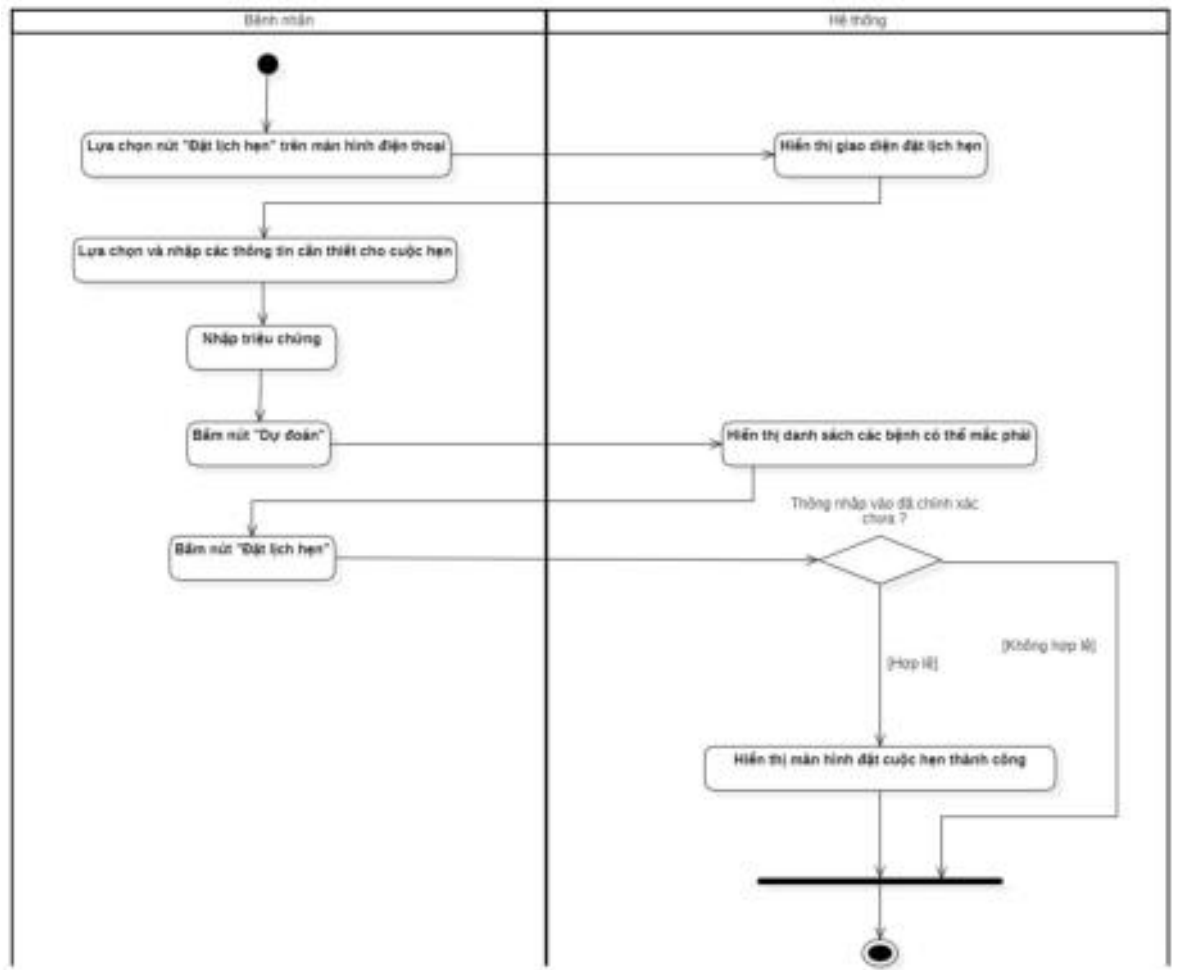 Bệnh nhân
Hệ thống
Lựa chọn nút "Đặt lịch hẹn" trên màn hình điện thoại
Hiển thị giao diện đặt lịch hẹn
Lựa chọn và nhập các thông tin cần thiết cho cuộc hẹn
Nhập triệu chứng
Bấm nút "Dự đoán"
Hiển thị danh sách các bệnh có thể mắc phải
Thông nhập vào đã chính xác
chưa ?
Bấm nút "Đặt lịch hẹn"
[Không hợp lệ]
[Hợp lệ]
Hiển thị màn hình đặt cuộc hẹn thành công